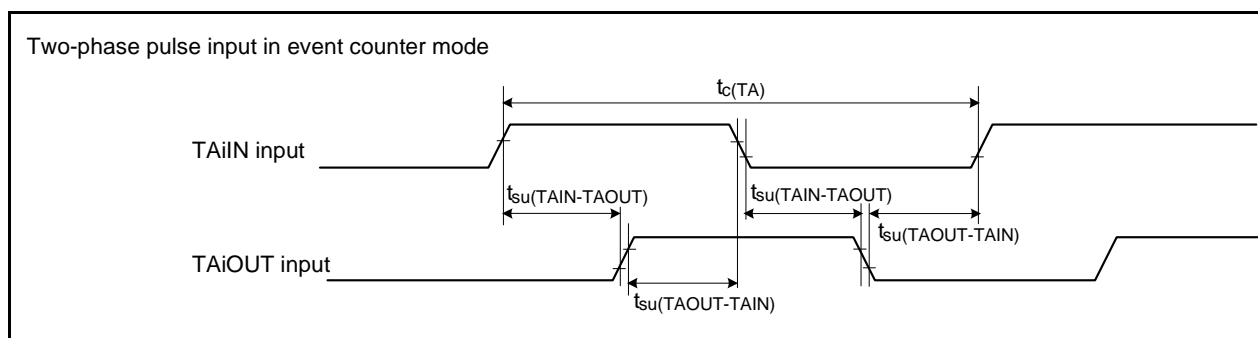 Two-phase pulse input in event counter mode
tc(TA)
TAiIN input
tsu(TAIN-TAOUT)
tsu(TAIN-TAOUT)
tsu(TAOUT-TAIN)
TAiOUT input
tsu(TAOUT-TAIN)